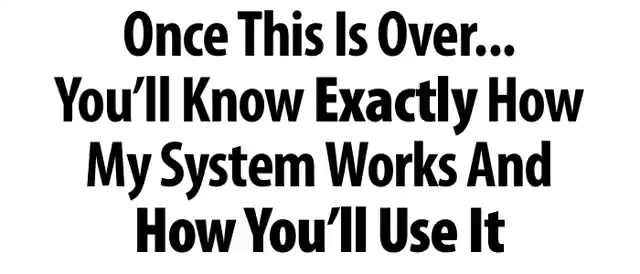 Once This Is Over...
You’ll Know Exactly How
My System Works And
How You’ll Use It